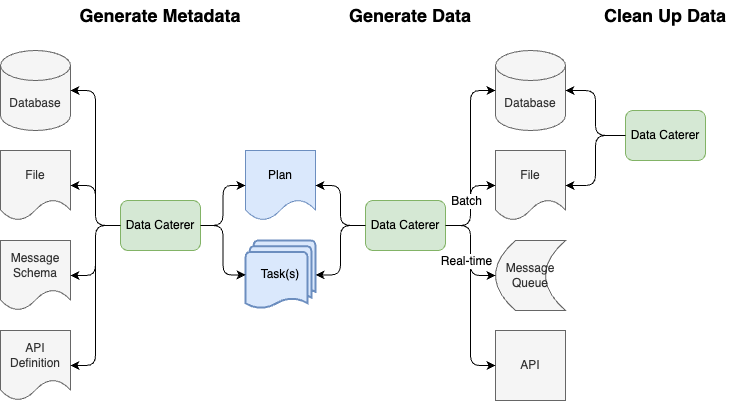 Generate Metadata
Generate Data
Clean Up Data
Database
File
Message
Schema
API
Definition
Data Caterer
Plan
Task(s)
Data Caterer
Batch
Real-time
Database
File
Message
Queue
API
Data Caterer